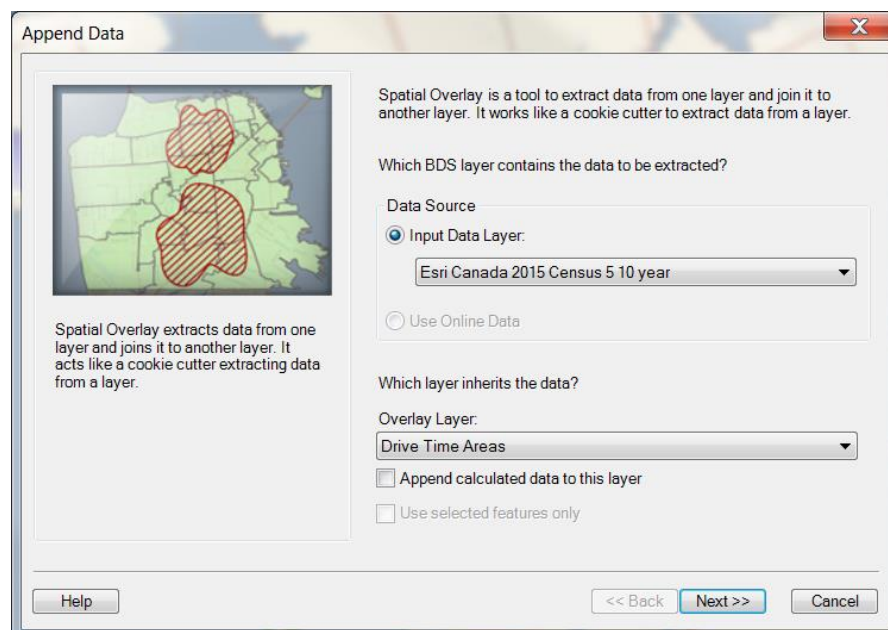 Append Data
Spatial Overlay extracts data from one
layer and joins it to another layer. It
acts like a cookie cutter extracting data
from a layer.
Spatial Overlay is a tool to extract data from one layer and join it to
another layer. It works like a cookie cutter to extract data from a layer.
Which BDS layer contains the data to be extracted?
Data Source
Input Data Layer:
Esri Canada 2015 Census 5 10 year
Use Online Data
Which layer inherits the data?
Overlay Layer:
Drive Time Areas
Append calculated data to this layer
Use selected features only
Help
<< Back
Next >>
Cancel